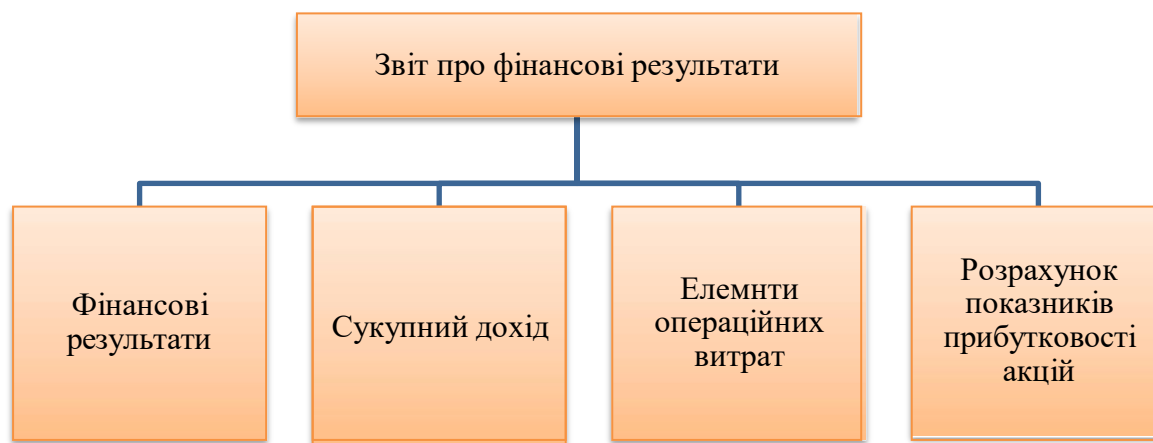 Звіт про фінансові результати
Фінансові
результати
Сукупний дохід
Елемнти
операційних
витрат
Розрахунок
показників
прибутковості
акцій